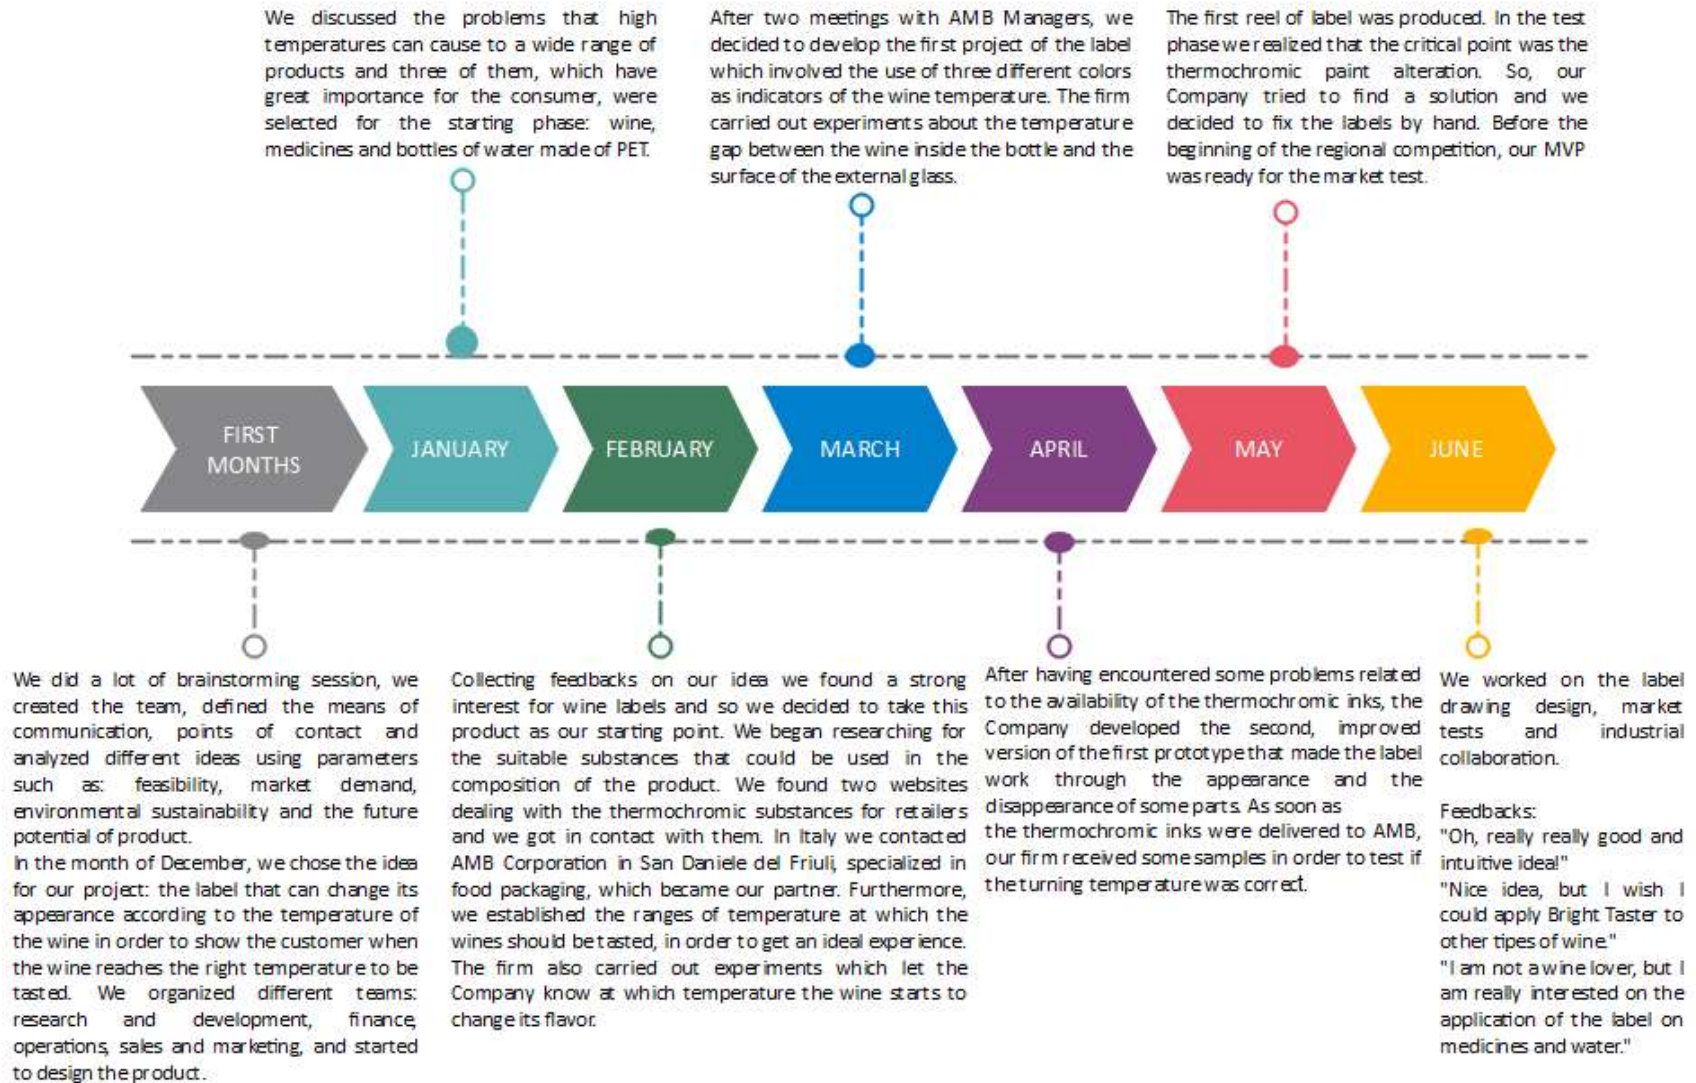 We discussed the problems that high
temperatures can cause to a wide range of
products and three of them, which have
great importance for the consumer, were
selected for the starting phase: wine,
medicines and bottles of water made of PET.
After two meetings with AMB Managers, we
decided to develop the first project of the label
which involved the use of three different colors
as indicators of the wine temperature. The firm
carried out experiments about the temperature
gap between the wine inside the bottle and the
surface of the external glass.
The first reel of label was produced. In the test
phase we realized that the critical point was the
thermochromic paint alteration. So, our
Company tried to find a solution and we
decided to fix the labels by hand. Before the
beginning of the regional competition, our MVP
was ready for the market test.
FIRST
MONTHS
JANUARY
FEBRUARY
MARCH
APRIL
MAY
JUNE
We did a lot of brainstorming session, we
created the team, defined the means of
communication, points of contact and
analyzed different ideas using parameters
such as: feasibility, market demand,
environmental sustainability and the future
potential of product.
In the month of December, we chose the idea
for our project: the label that can change its
appearance according to the temperature of
the wine in order to show the customer when
the wine reaches the right temperature to be
tasted. We organized different teams:
research and development, finance,
operations, sales and marketing, and started
to design the product.
Collecting feedbacks on our idea we found a strong
interest for wine labels and so we decided to take this
product as our starting point. We began researching for
the suitable substances that could be used in the
composition of the product. We found two websites
dealing with the thermochromic substances for retailers
and we got in contact with them. In Italy we contacted
AMB Corporation in San Daniele del Friuli, specialized in
food packaging, which became our partner. Furthermore,
we established the ranges of temperature at which the
wines should be tasted, in order to get an ideal experience.
The firm also carried out experiments which let the
Company know at which temperature the wine starts to
change its flavor.
After having encountered some problems related
to the availability of the thermochromic inks, the
Company developed the second, improved
version of the first prototype that made the label
work through the appearance and the
disappearance of some parts. As soon as
the thermochromic inks were delivered to AMB,
our firm received some samples in order to test if
the turning temperature was correct.
We worked on the label
drawing design, market
tests and industrial
collaboration.
Feedbacks:
"Oh, really really good and
intuitive idea!"
"Nice idea, but I wish I
could apply Bright Taster to
other tipes of wine."
"I am not a wine lover, but I
am really interested on the
application of the label on
medicines and water."